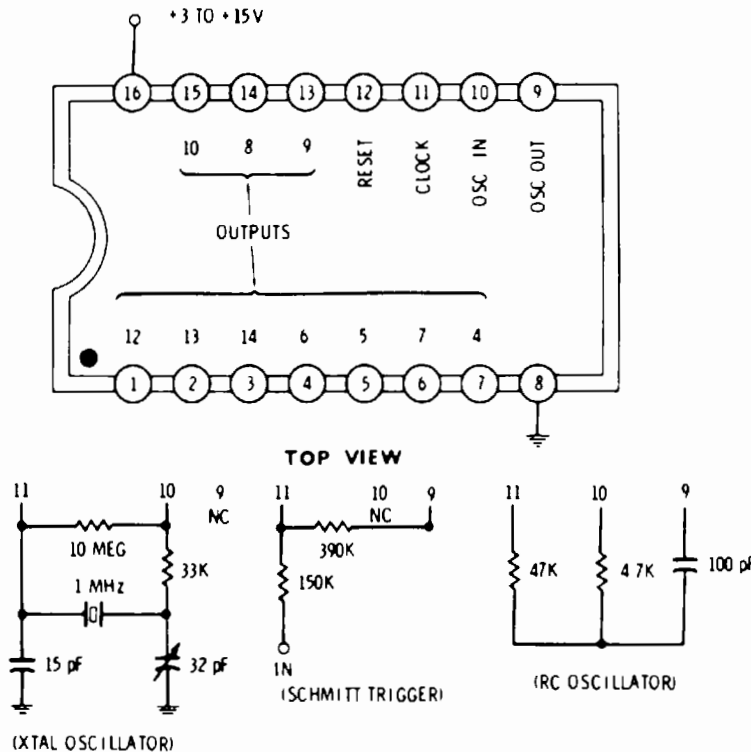 +3 TO +15V
16 15 14 13 12 11 10 9
10 8 9 RESET CLOCK OSC IN OSC OUT
OUTPUTS
12 13 14 6 5 7 4
1 2 3 4 5 6 7 8
TOP VIEW
11 10 9
NC
10 MEG
33K
1 MHz
15 pF
32 pF
(XTAL OSCILLATOR)
11 10 9
NC
390K
150K
IN
(SCHMITT TRIGGER)
11 10 9
47K
4.7K
100 pF
(RC OSCILLATOR)